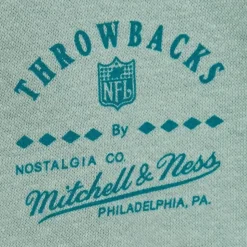 THROWBACKS
NFL
By
NOSTALGIA CO.
Mitchell & Ness
PHILADELPHIA, PA.